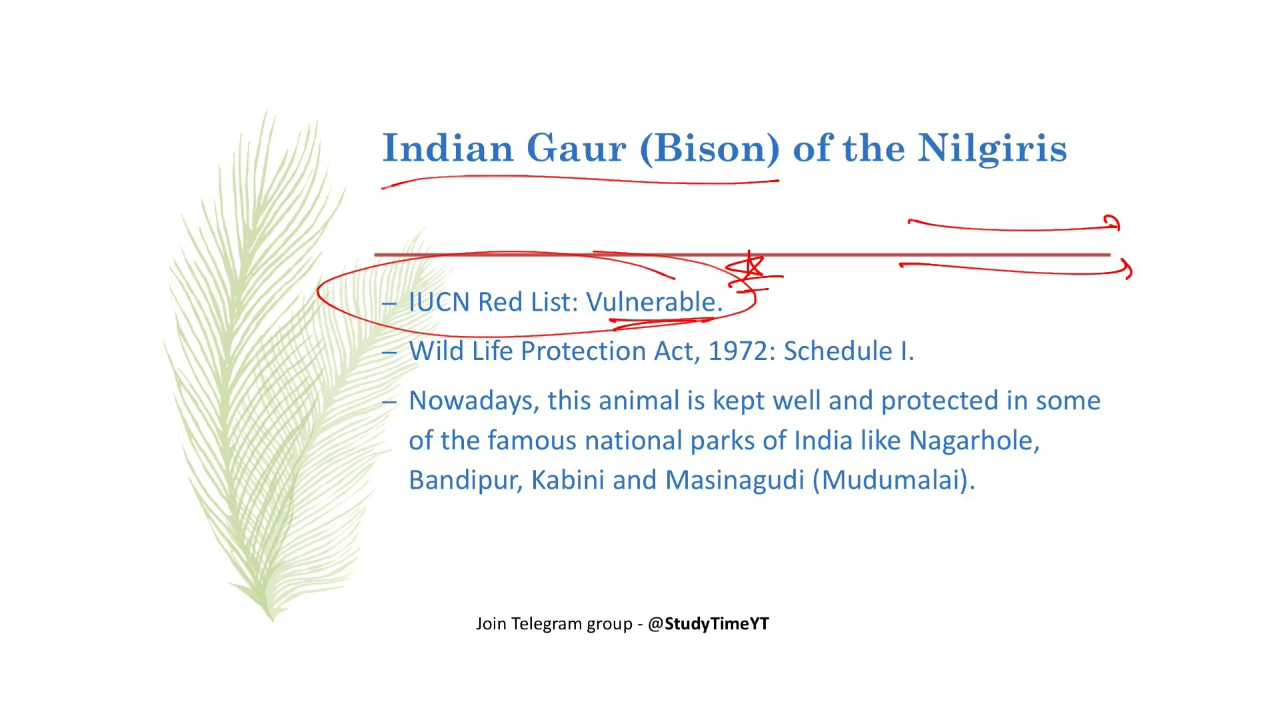 Indian Gaur (Bison) of the Nilgiris
– IUCN Red List: Vulnerable.
– Wild Life Protection Act, 1972: Schedule I.
– Nowadays, this animal is kept well and protected in some
of the famous national parks of India like Nagarhole,
Bandipur, Kabini and Masinagudi (Mudumalai).
Join Telegram group - @StudyTimeYT